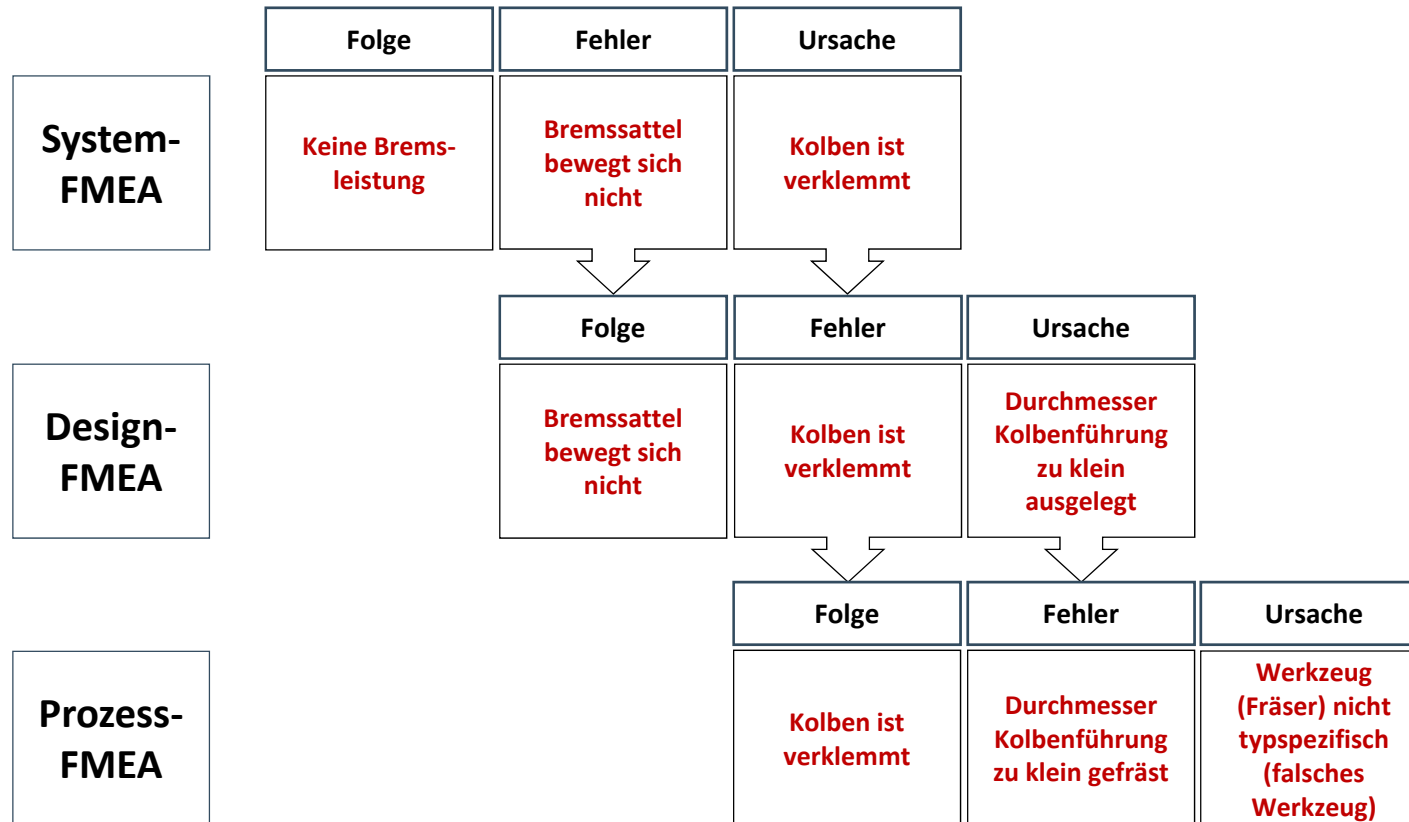 Folge
Fehler
Ursache
System-
FMEA
Keine Brems-
leistung
Bremssattel
bewegt sich
nicht
Kolben ist
verklemmt
Folge
Fehler
Ursache
Design-
FMEA
Bremssattel
bewegt sich
nicht
Kolben ist
verklemmt
Durchmesser
Kolbenführung
zu klein
ausgelegt
Folge
Fehler
Ursache
Prozess-
FMEA
Kolben ist
verklemmt
Durchmesser
Kolbenführung
zu klein gefräst
Werkzeug
(Fräser) nicht
typspezifisch
(falsches
Werkzeug)